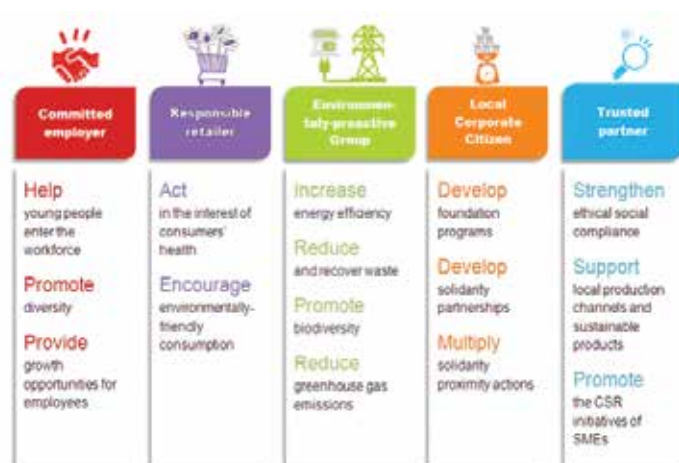 Committed
employer
Help
young people
enter the
workforce
Promote
diversity
Provide
growth
opportunities for
employees
Responsible
retailer
Act
in the interest of
consumers'
health
Encourage
environmentally-
friendly
consumption
Environmen-
taly-proactive
Group
Increase
energy efficiency
Reduce
and recover waste
Promote
biodiversity
Reduce
greenhouse gas
emissions
Local
Corporate
Citizen
Develop
foundation
programs
Develop
solidarity
partnerships
Multiply
solidarity
proximity actions
Trusted
partner
Strengthen
ethical social
compliance
Support
local production
channels and
sustainable
products
Promote
the CSR
initiatives of
SMEs